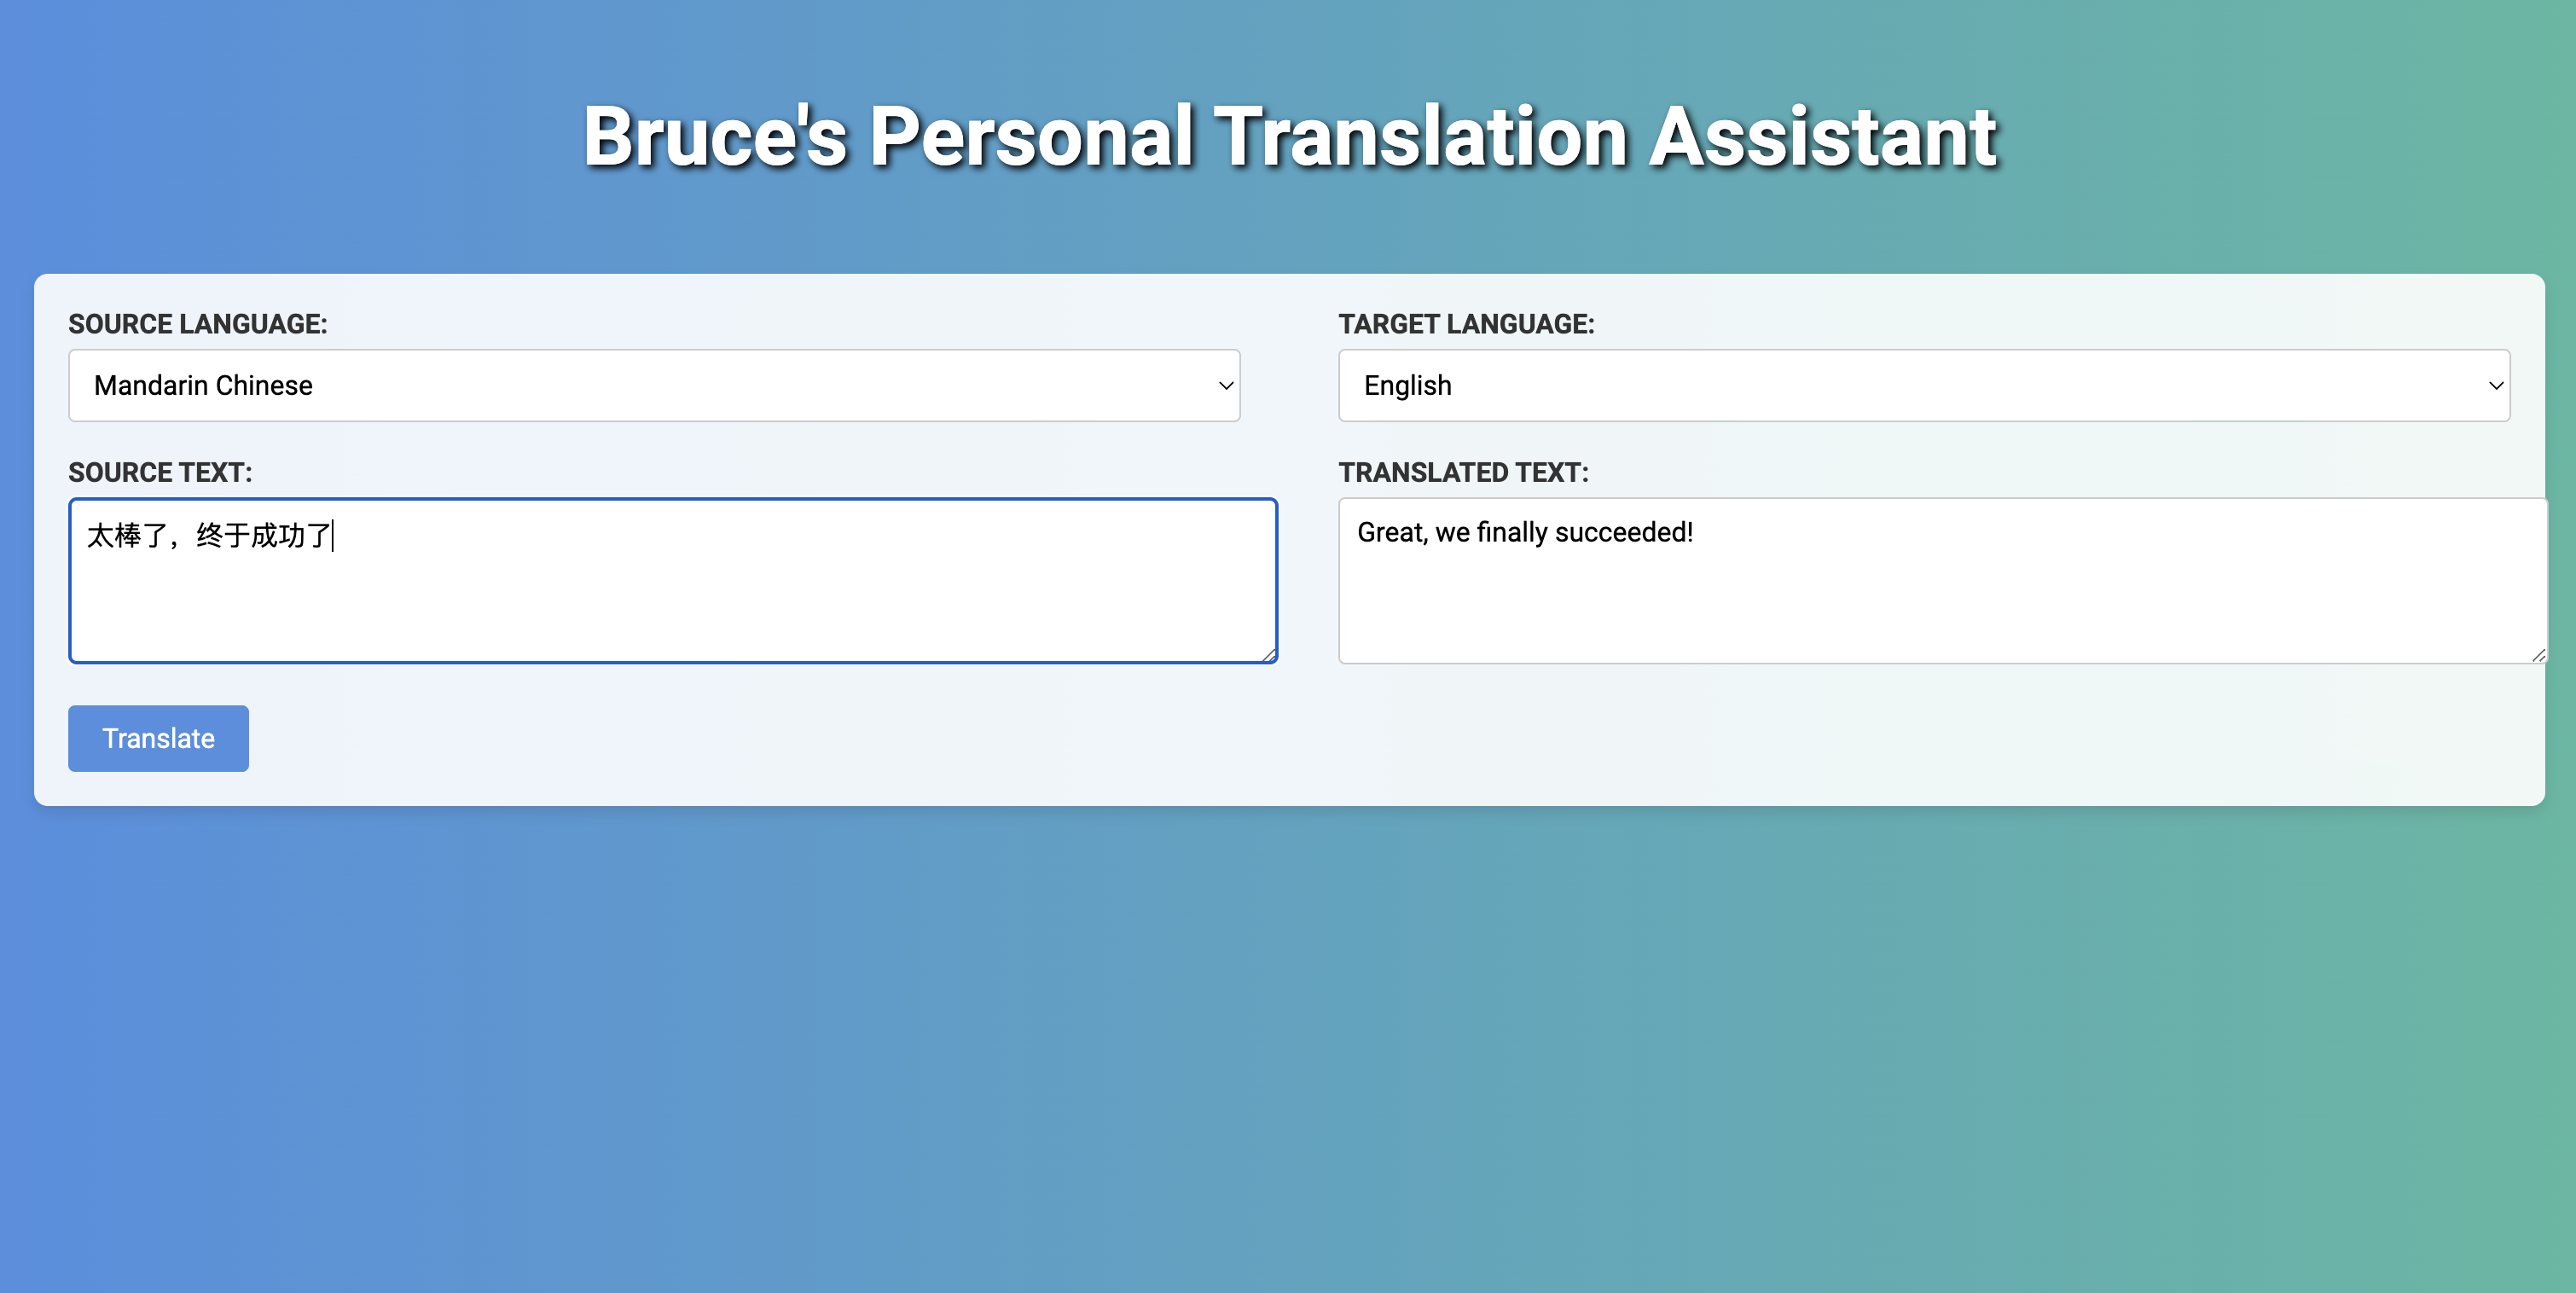 Bruce's Personal Translation Assistant
SOURCE LANGUAGE:
Mandarin Chinese
TARGET LANGUAGE:
English
SOURCE TEXT:
太棒了，终于成功了
TRANSLATED TEXT:
Great, we finally succeeded!
Translate